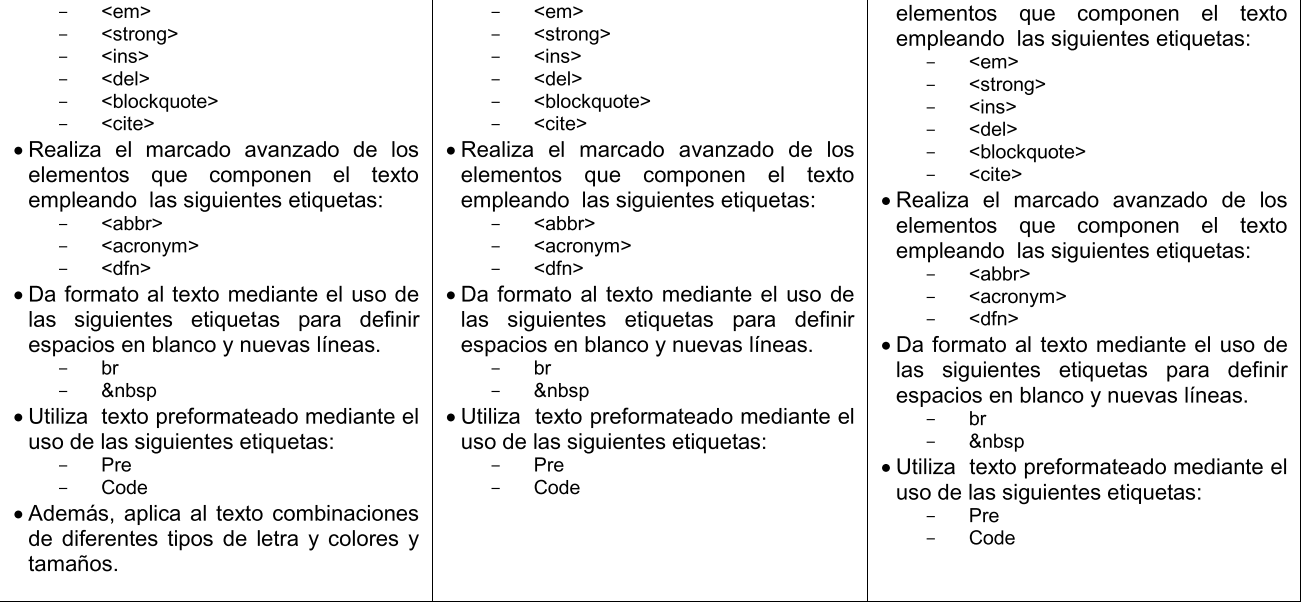 – <em>
– <strong>
– <ins>
– <del>
– <blockquote>
– <cite>
• Realiza el marcado avanzado de los
elementos que componen el texto
empleando las siguientes etiquetas:
– <abbr>
– <acronym>
– <dfn>
• Da formato al texto mediante el uso de
las siguientes etiquetas para definir
espacios en blanco y nuevas líneas.
– br
– &nbsp
• Utiliza texto preformateado mediante el
uso de las siguientes etiquetas:
– Pre
– Code
• Además, aplica al texto combinaciones
de diferentes tipos de letra y colores y
tamaños.
– <em>
– <strong>
– <ins>
– <del>
– <blockquote>
– <cite>
• Realiza el marcado avanzado de los
elementos que componen el texto
empleando las siguientes etiquetas:
– <abbr>
– <acronym>
– <dfn>
• Da formato al texto mediante el uso de
las siguientes etiquetas para definir
espacios en blanco y nuevas líneas.
– br
– &nbsp
• Utiliza texto preformateado mediante el
uso de las siguientes etiquetas:
– Pre
– Code
elementos que componen el texto
empleando las siguientes etiquetas:
– <em>
– <strong>
– <ins>
– <del>
– <blockquote>
– <cite>
• Realiza el marcado avanzado de los
elementos que componen el texto
empleando las siguientes etiquetas:
– <abbr>
– <acronym>
– <dfn>
• Da formato al texto mediante el uso de
las siguientes etiquetas para definir
espacios en blanco y nuevas líneas.
– br
– &nbsp
• Utiliza texto preformateado mediante el
uso de las siguientes etiquetas:
– Pre
– Code